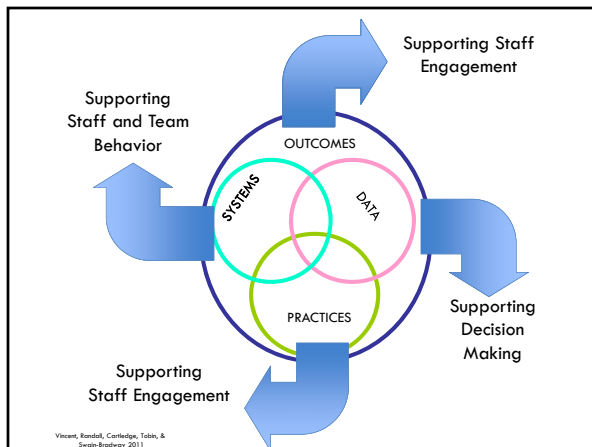 Supporting Staff
Engagement
Supporting
Staff and Team
Behavior
OUTCOMES
SYSTEMS
DATA
PRACTICES
Supporting
Decision
Making
Supporting
Staff Engagement
Vincent, Randall, Cartledge, Tobin, &
Swain-Bradway 2011